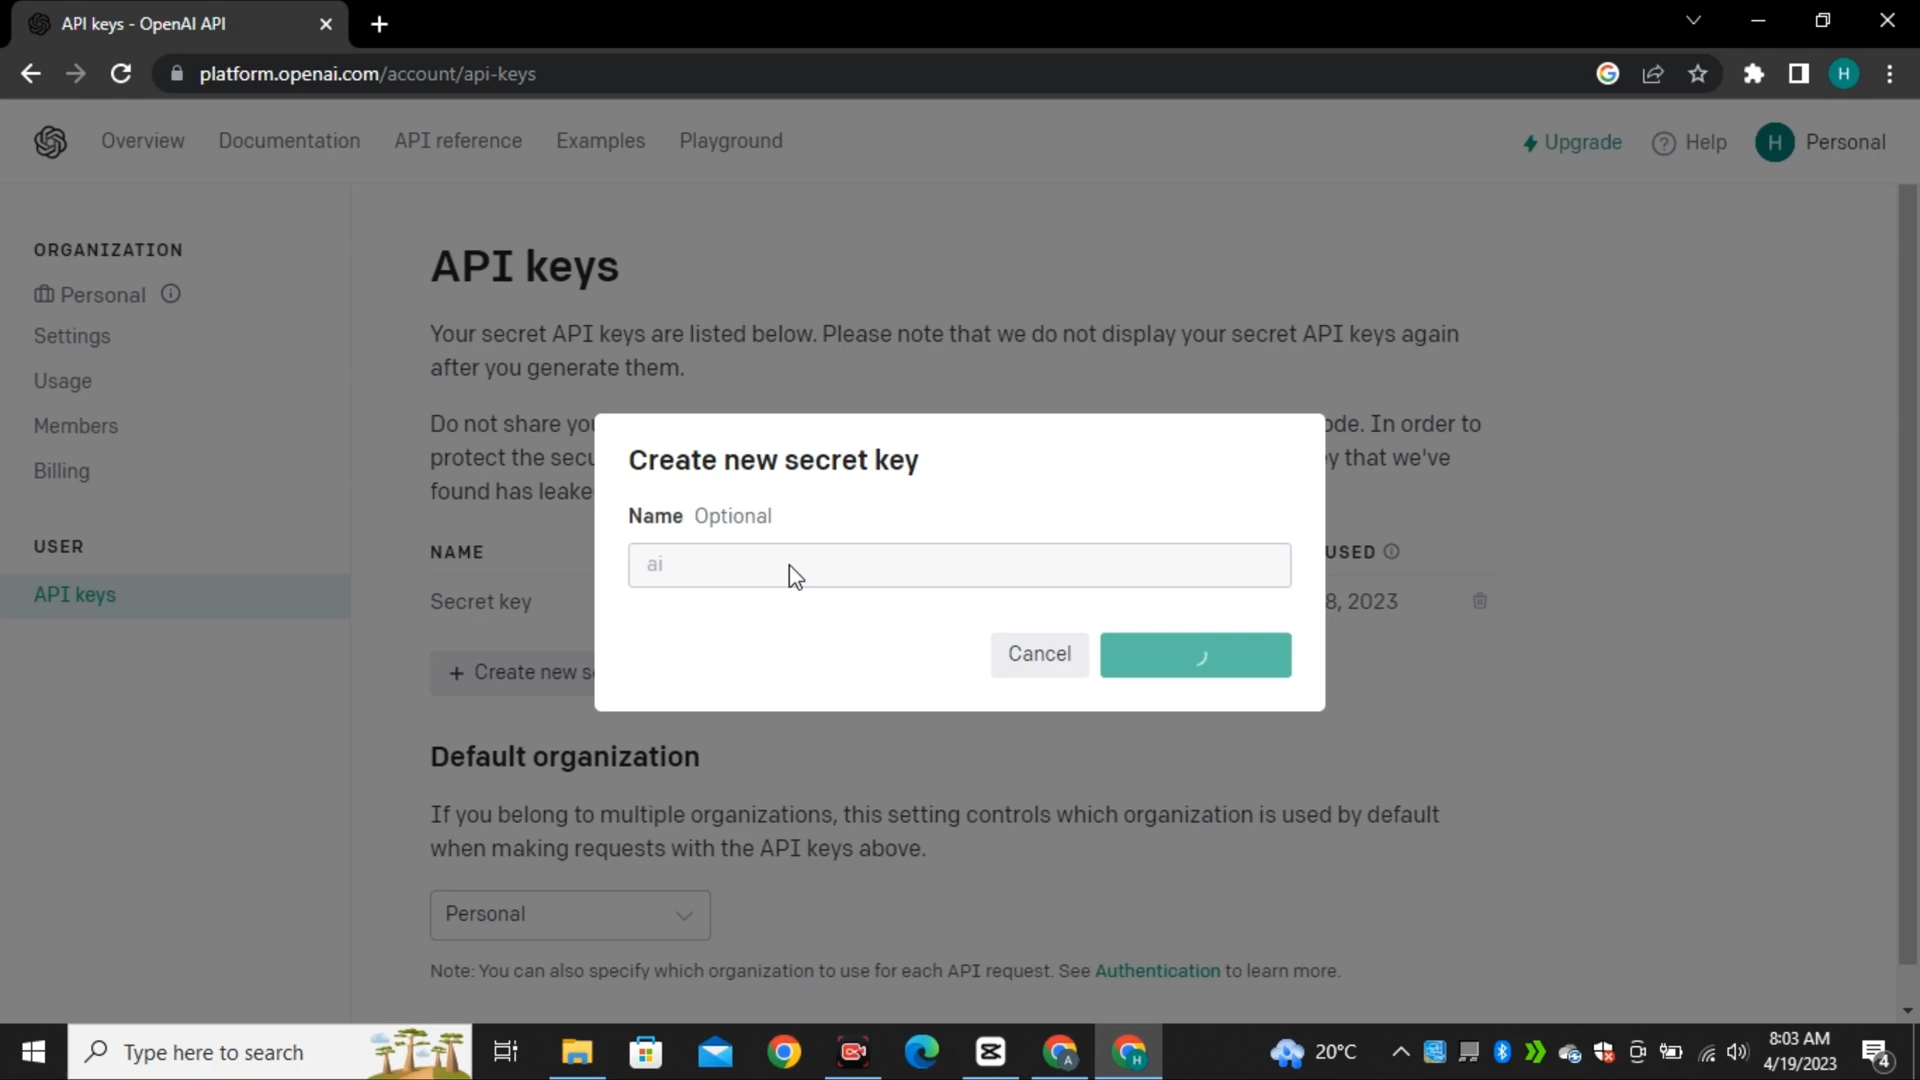 API keys - OpenAI API
platform.openai.com/account/api-keys
H
Overview
Documentation
API reference
Examples
Playground
Upgrade
Help
H
Personal
ORGANIZATION
Personal
Settings
Usage
Members
Billing
USER
API keys
API keys
Your secret API keys are listed below. Please note that we do not display your secret API keys again
after you generate them.
Do not share you
ode. In order to
protect the secu
y that we've
found has leake
NAME
USED
Secret key
8, 2023
+ Create new se
Create new secret key
Name Optional
ai
Cancel
Default organization
If you belong to multiple organizations, this setting controls which organization is used by default
when making requests with the API keys above.
Personal
Note: You can also specify which organization to use for each API request. See Authentication to learn more.
Type here to search
A
H
20°C
8:03 AM
4/19/2023
4